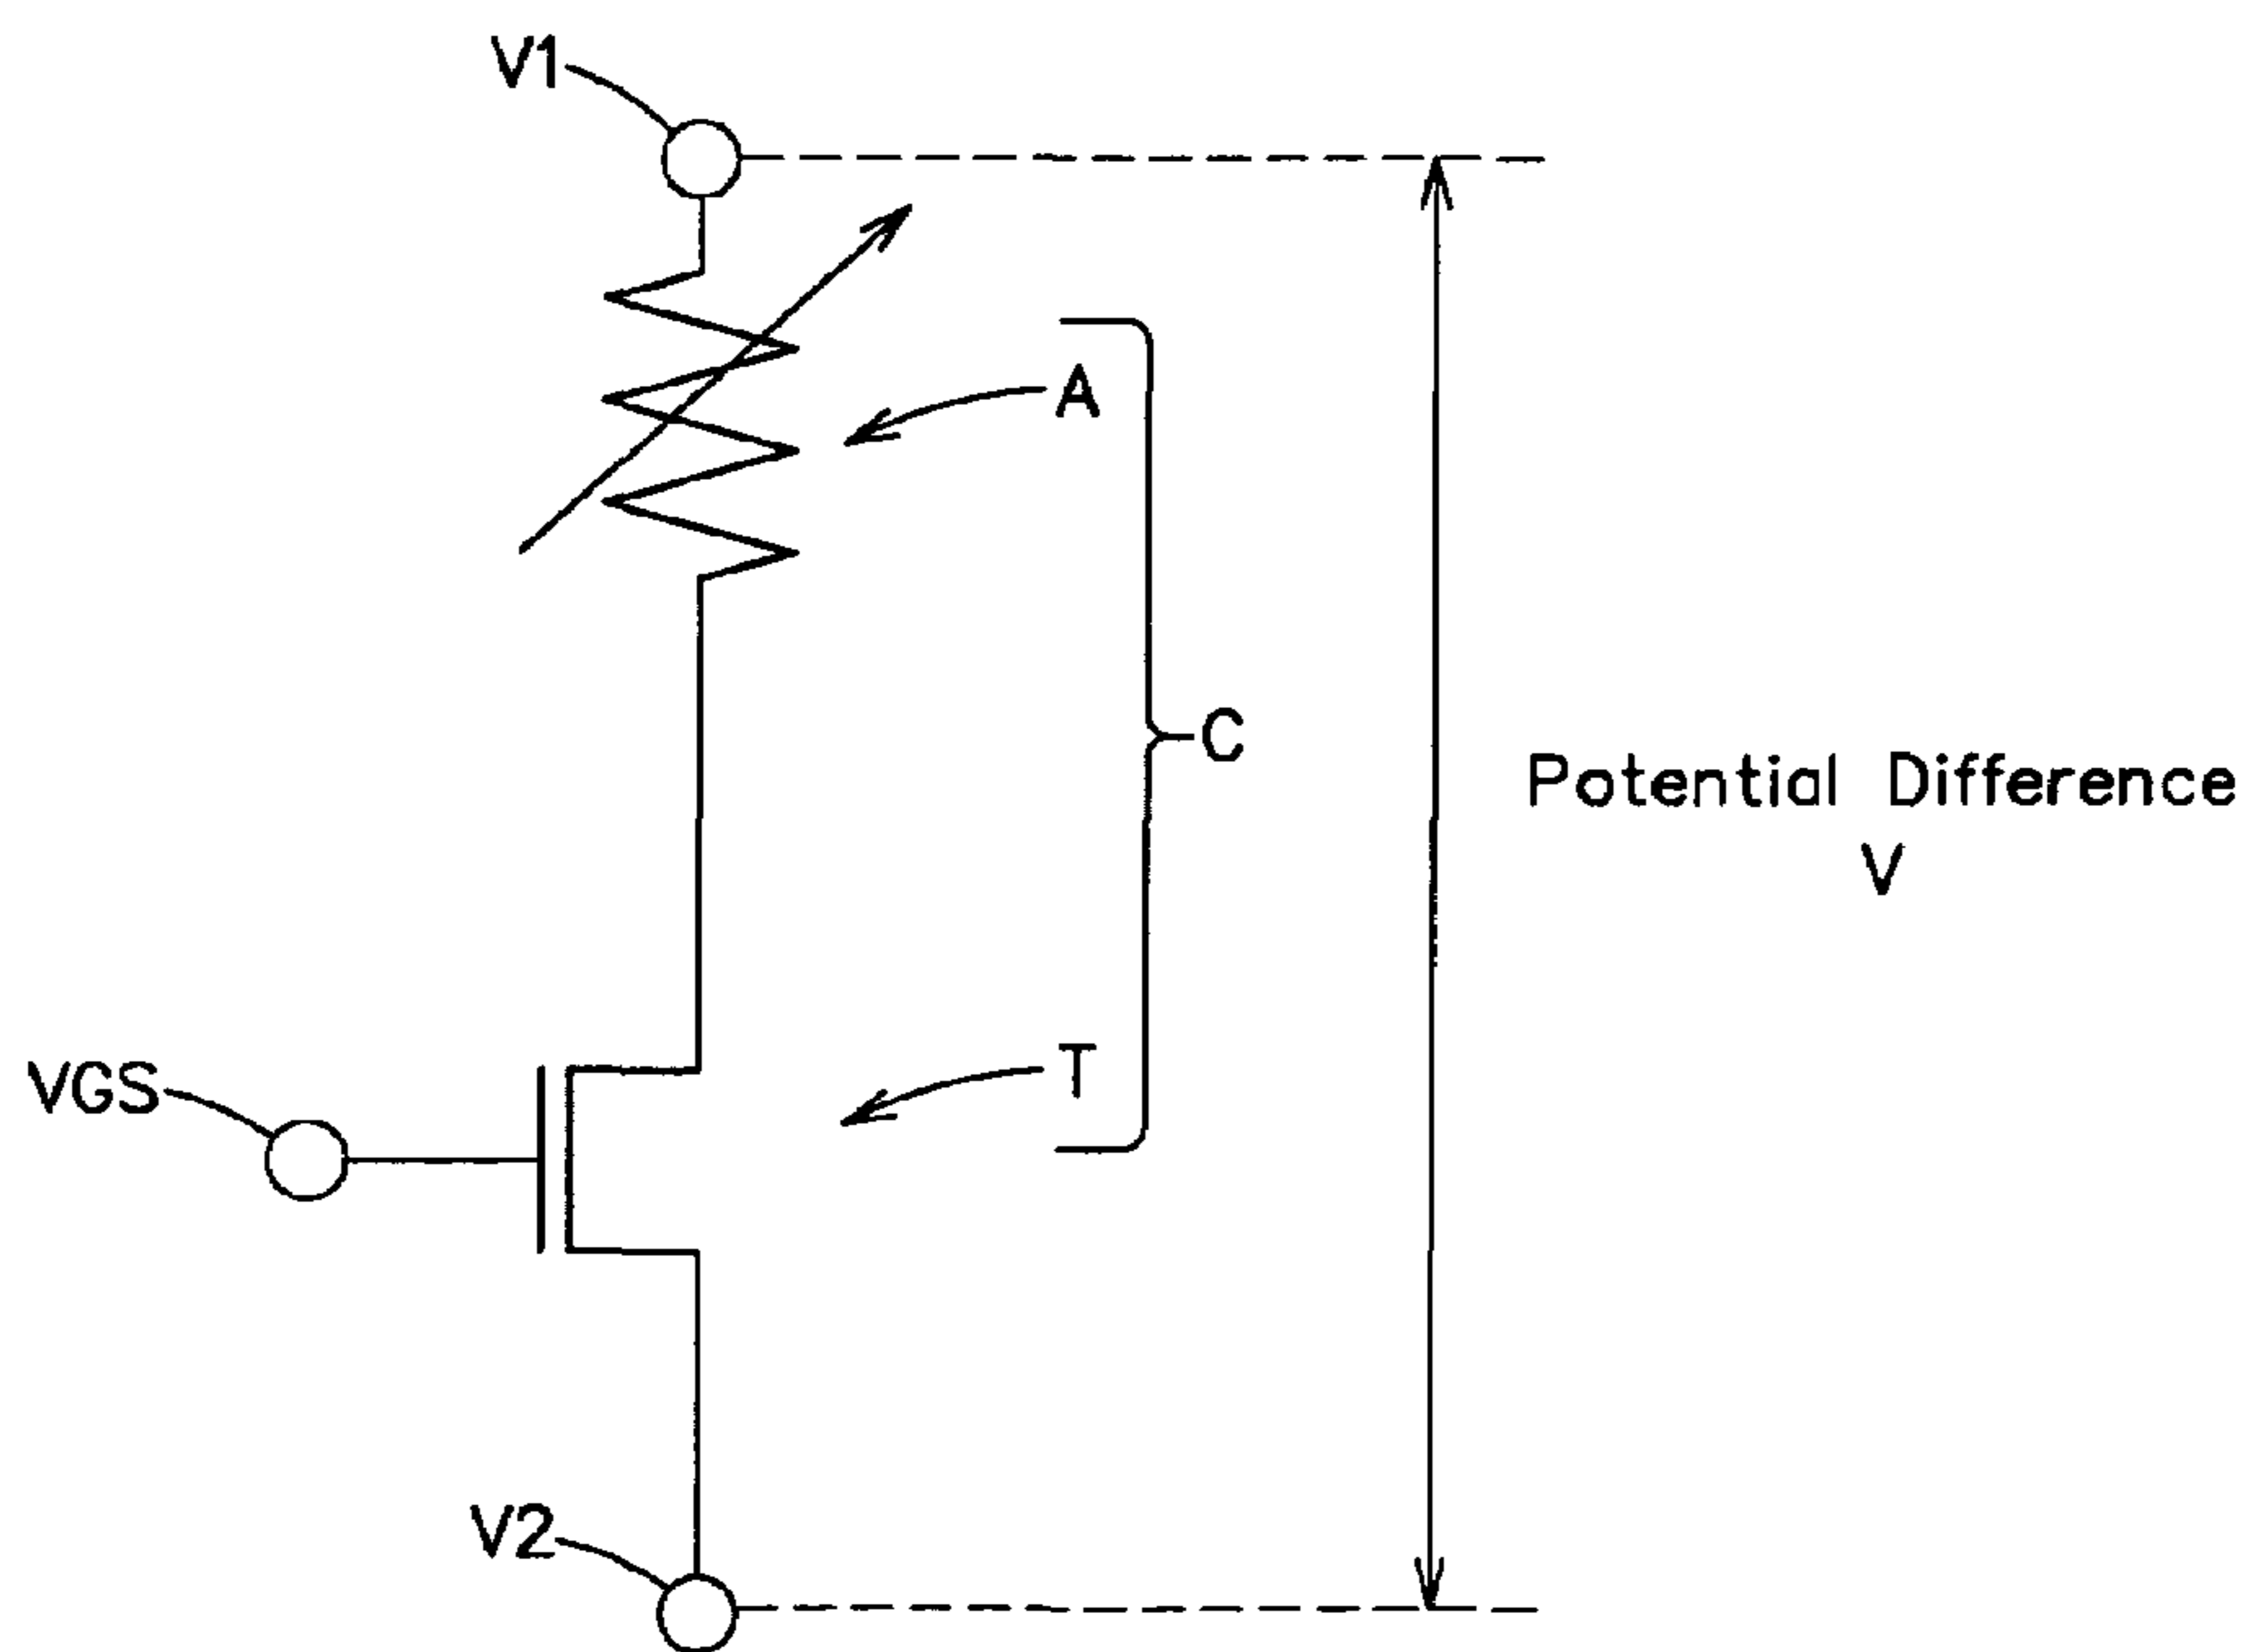 V1
A
C
Potential Difference
V
VGS
T
V2